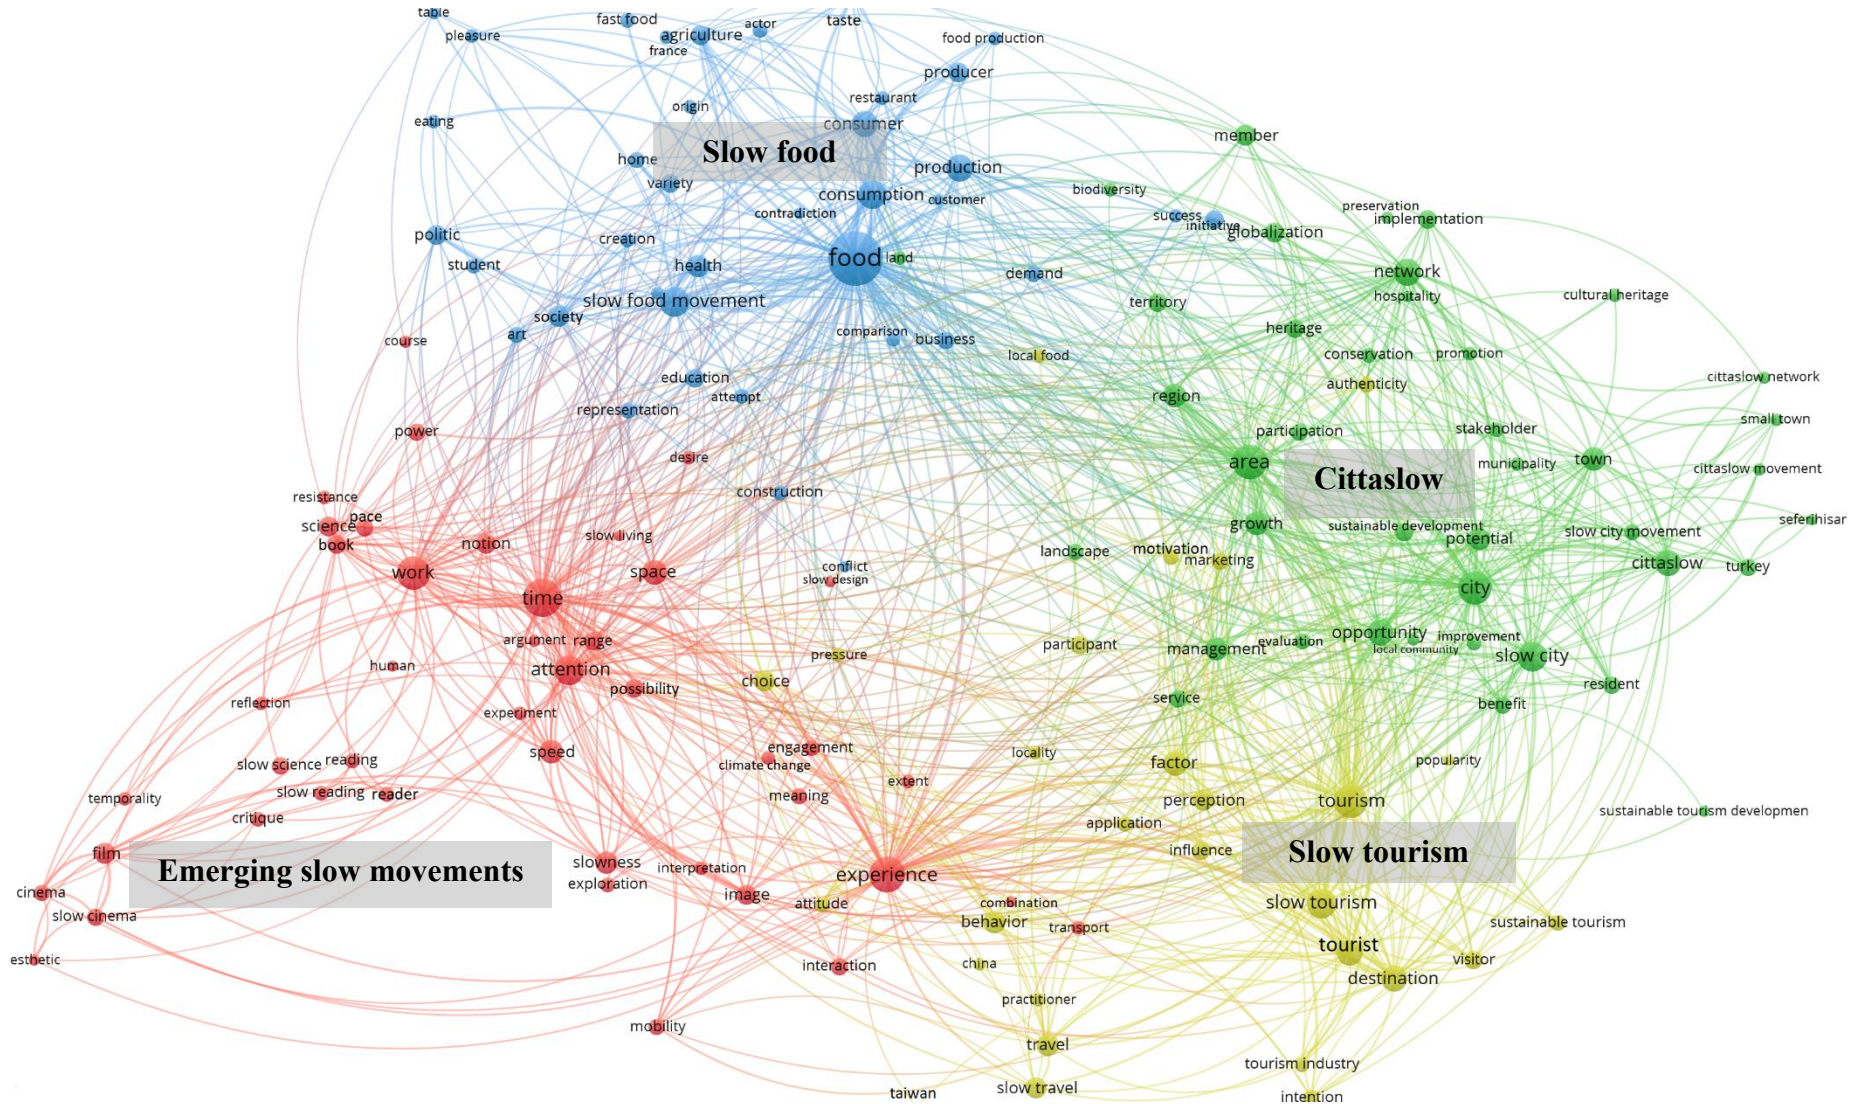 table
fast food
actor
taste
pleasure
agriculture
food production
france
producer
origin
restaurant
eating
consumer
member
Slow food
home
production
variety
consumption
customer
biodiversity
contradiction
success
preservation
initiative
implementation
globalization
politic
creation
student
health
food
land
demand
network
hospitality
cultural heritage
slow food movement
territory
society
art
comparison
business
heritage
course
local food
conservation
promotion
education
authenticity
cittaslow network
attempt
region
representation
small town
power
participation
stakeholder
desire
area
municipality
town
cittaslow movement
Cittaslow
construction
resistance
pace
science
book
growth
sustainable development
slow city movement
seferihisar
notion
slow living
potential
landscape
motivation
marketing
work
space
conflict
slow design
cittaslow
turkey
time
city
argument
range
participant
management
evaluation
opportunity
improvement
local community
slow city
human
attention
pressure
choice
possibility
resident
reflection
experiment
service
benefit
speed
engagement
locality
slow science
reading
climate change
factor
popularity
extent
temporality
slow reading
reader
meaning
perception
tourism
critique
application
sustainable tourism developmen
film
slowness
influence
Slow tourism
Emerging slow movements
interpretation
experience
exploration
cinema
image
attitude
combination
slow tourism
slow cinema
behavior
transport
sustainable tourism
tourist
esthetic
interaction
china
visitor
destination
practitioner
mobility
travel
tourism industry
slow travel
taiwan
intention